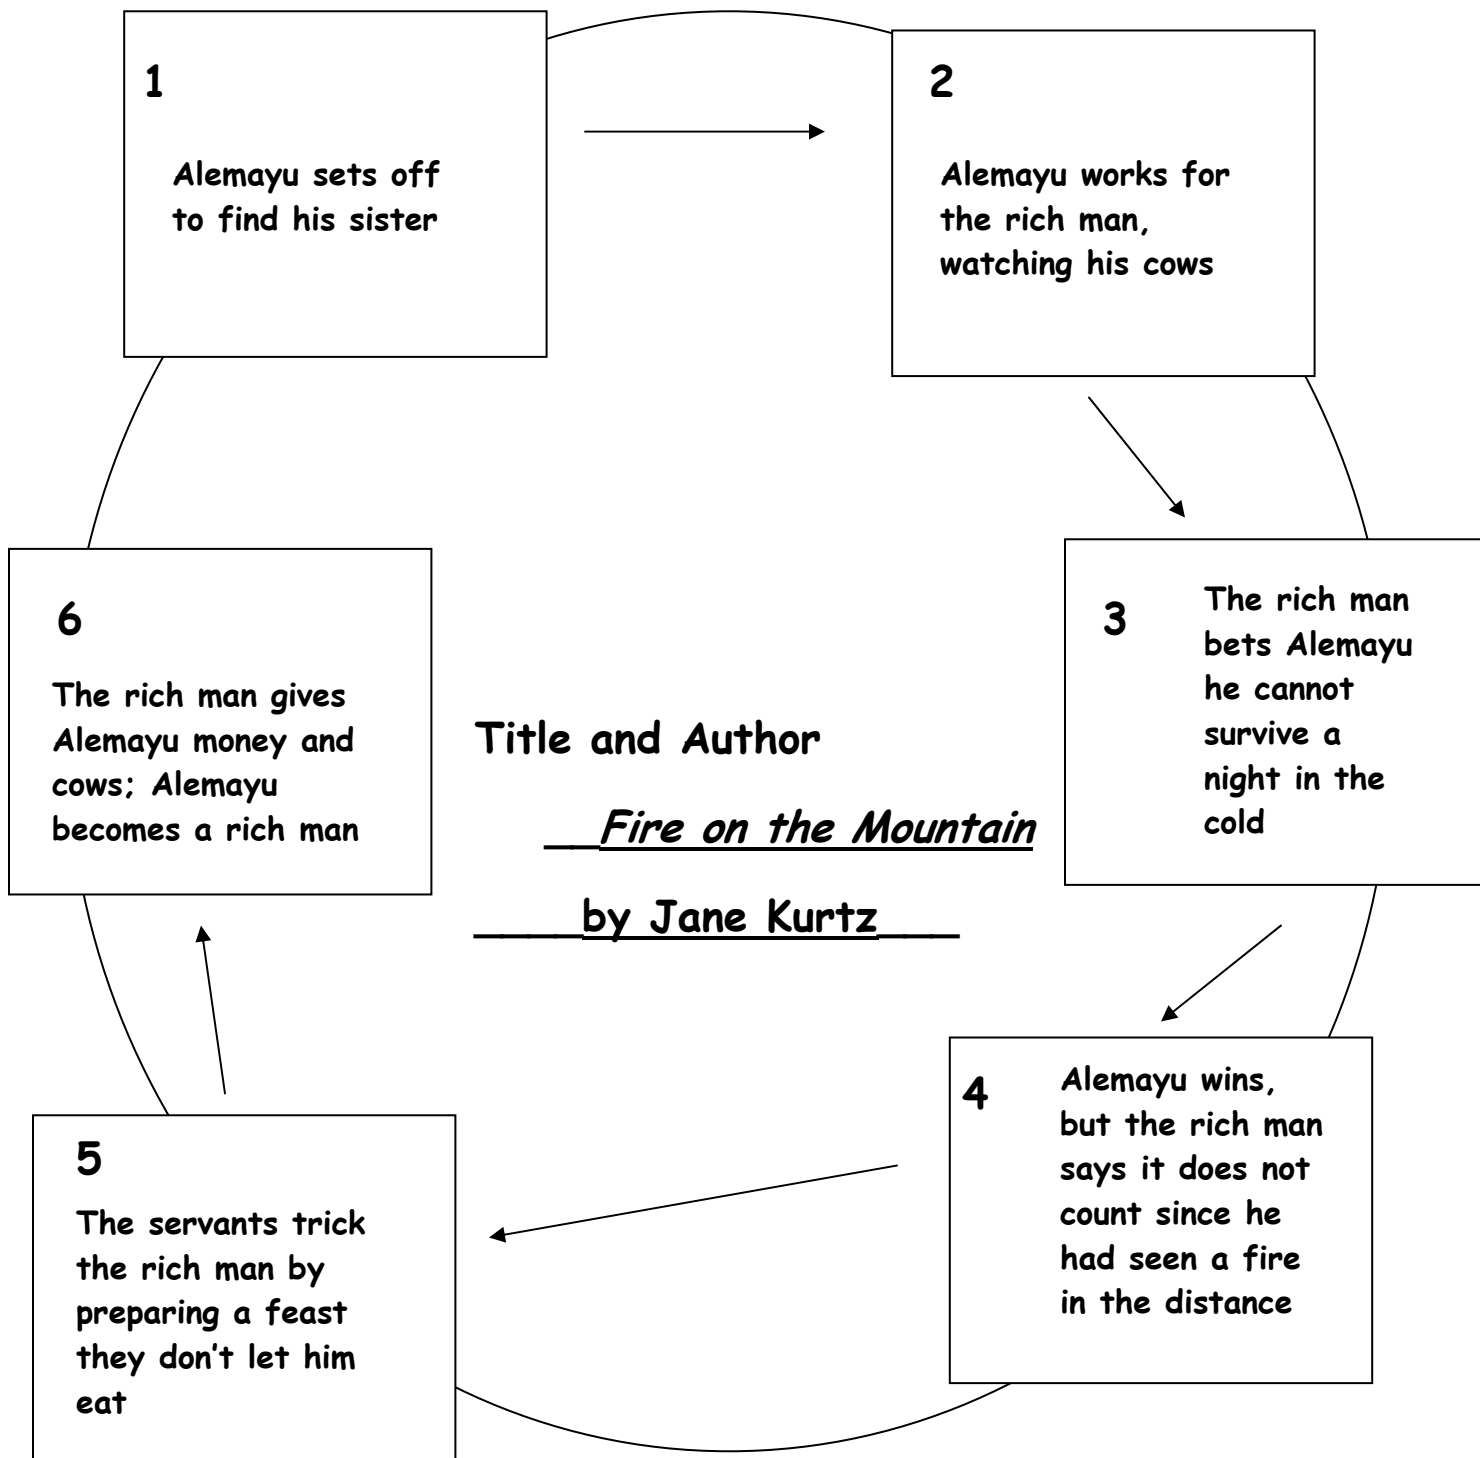 1
Alemayu sets off
to find his sister
2
Alemayu works for
the rich man,
watching his cows
3
The rich man
bets Alemayu
he cannot
survive a
night in the
cold
4
Alemayu wins,
but the rich man
says it does not
count since he
had seen a fire
in the distance
5
The servants trick
the rich man by
preparing a feast
they don't let him
eat
6
The rich man gives
Alemayu money and
cows; Alemayu
becomes a rich man
Title and Author
__Fire on the Mountain
____by Jane Kurtz___